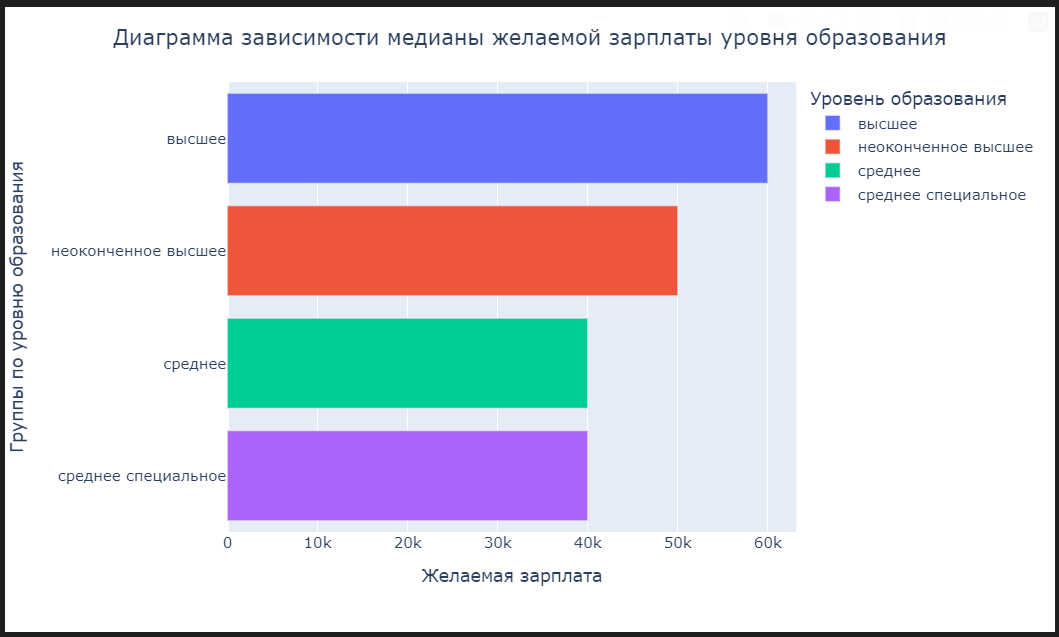 Диаграмма зависимости медианы желаемой зарплаты уровня образования
Группы по уровню образования
высшее
неоконченное высшее
среднее
среднее специальное
0 10k 20k 30k 40k 50k 60k
Желаемая зарплата
Уровень образования
высшее
неоконченное высшее
среднее
среднее специальное